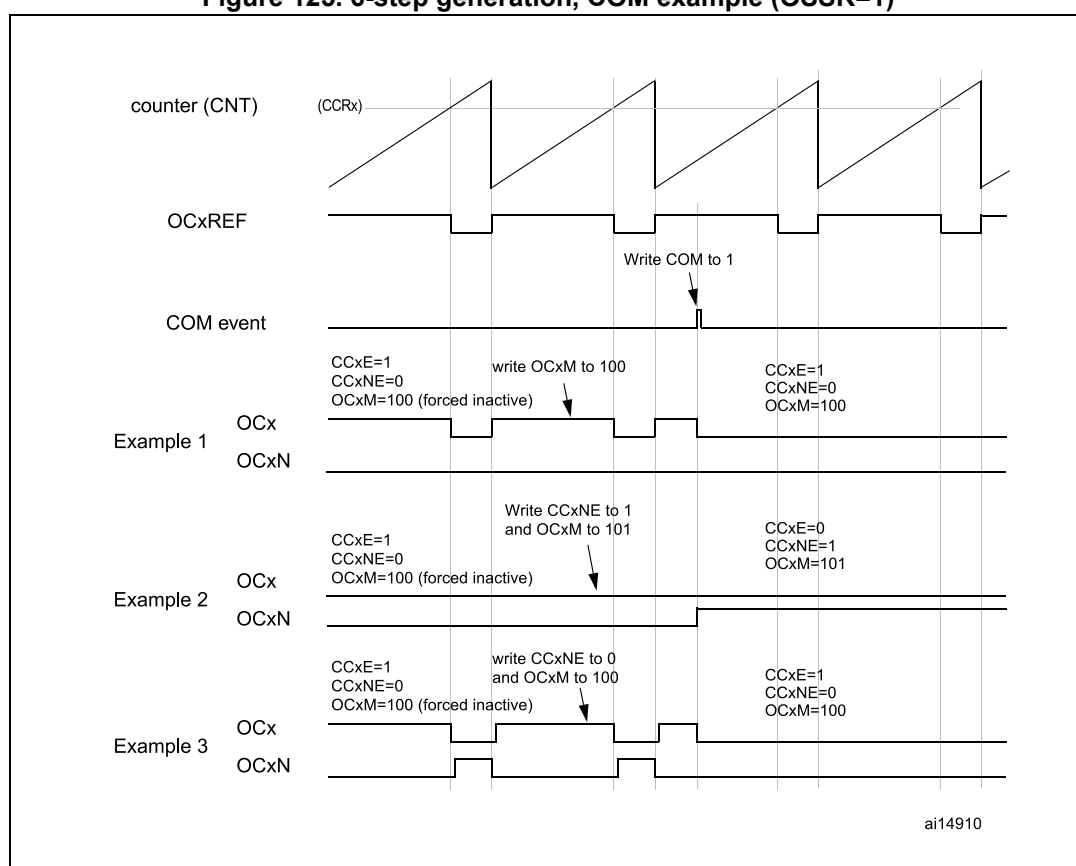 Figure 125. 6-step generation, COM example (OSSR=1)
counter (CNT)
(CCRx)
OCxREF
Write COM to 1
COM event
CCxE=1
CCxNE=0
OCxM=100 (forced inactive)
write OCxM to 100
CCxE=1
CCxNE=0
OCxM=100
Example 1
OCx
OCxN
Write CCxNE to 1
and OCxM to 101
CCxE=1
CCxNE=0
OCxM=100 (forced inactive)
CCxE=0
CCxNE=1
OCxM=101
Example 2
OCx
OCxN
write CCxNE to 0
and OCxM to 100
CCxE=1
CCxNE=0
OCxM=100 (forced inactive)
CCxE=1
CCxNE=0
OCxM=100
Example 3
OCx
OCxN
ai14910